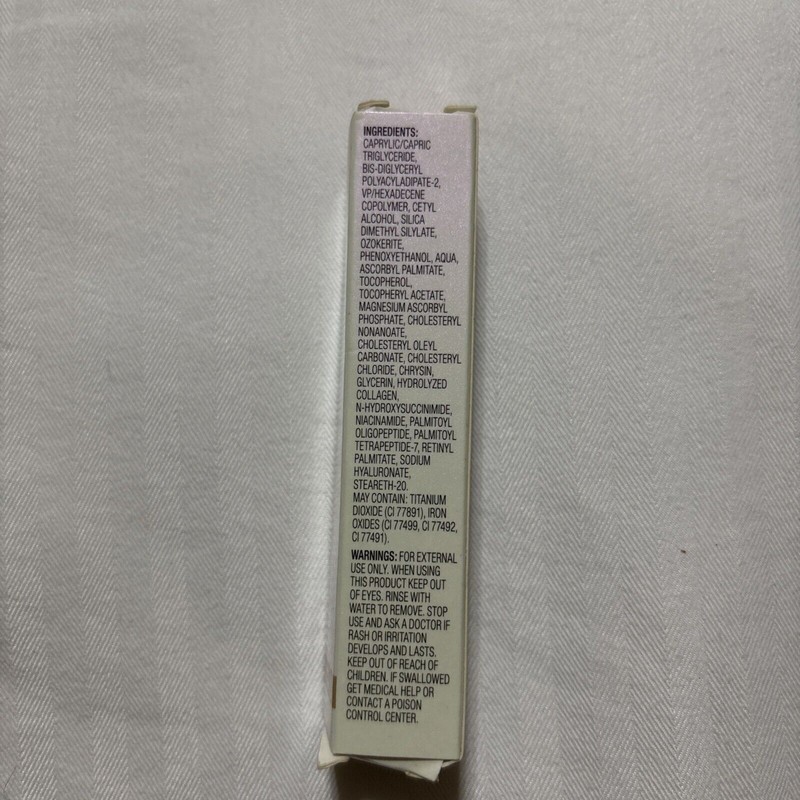 INGREDIENTS:
CAPRYLIC/CAPRIC
TRIGLYCERIDE,
BIS-DIGLYCERYL
POLYACYLADIPATE-2,
VP/HEXADECENE
COPOLYMER, CETYL
ALCOHOL, SILICA
DIMETHYL SILYLATE,
OZOKERITE,
PHENOXYETHANOL, AQUA,
ASCORBYL PALMITATE,
TOCOPHEROL,
TOCOPHERYL ACETATE,
MAGNESIUM ASCORBYL
PHOSPHATE, CHOLESTERYL
NONANOATE,
CHOLESTERYL OLEYL
CARBONATE, CHOLESTERYL
CHLORIDE, CHRYSIN,
GLYCERIN, HYDROLYZED
COLLAGEN,
N-HYDROXYSUCCINIMIDE,
NIACINAMIDE, PALMITOYL
OLIGOPEPTIDE, PALMITOYL
TETRAPEPTIDE-7, RETINYL
PALMITATE, SODIUM
HYALURONATE,
STEARETH-20.
MAY CONTAIN: TITANIUM
DIOXIDE (CI 77891), IRON
OXIDES (CI 77499, CI 77492,
CI 77491).
WARNINGS: FOR EXTERNAL
USE ONLY. WHEN USING
THIS PRODUCT KEEP OUT
OF EYES. RINSE WITH
WATER TO REMOVE. STOP
USE AND ASK A DOCTOR IF
RASH OR IRRITATION
DEVELOPS AND LASTS.
KEEP OUT OF REACH OF
CHILDREN. IF SWALLOWED
GET MEDICAL HELP OR
CONTACT A POISON
CONTROL CENTER.